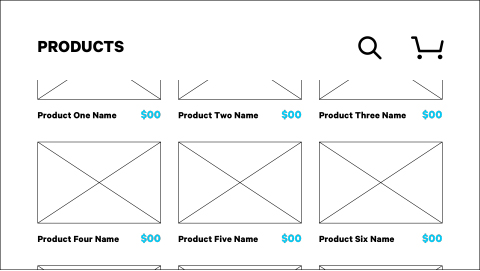 PRODUCTS
Product One Name $00 Product Two Name $00 Product Three Name $00
Product Four Name $00 Product Five Name $00 Product Six Name $00